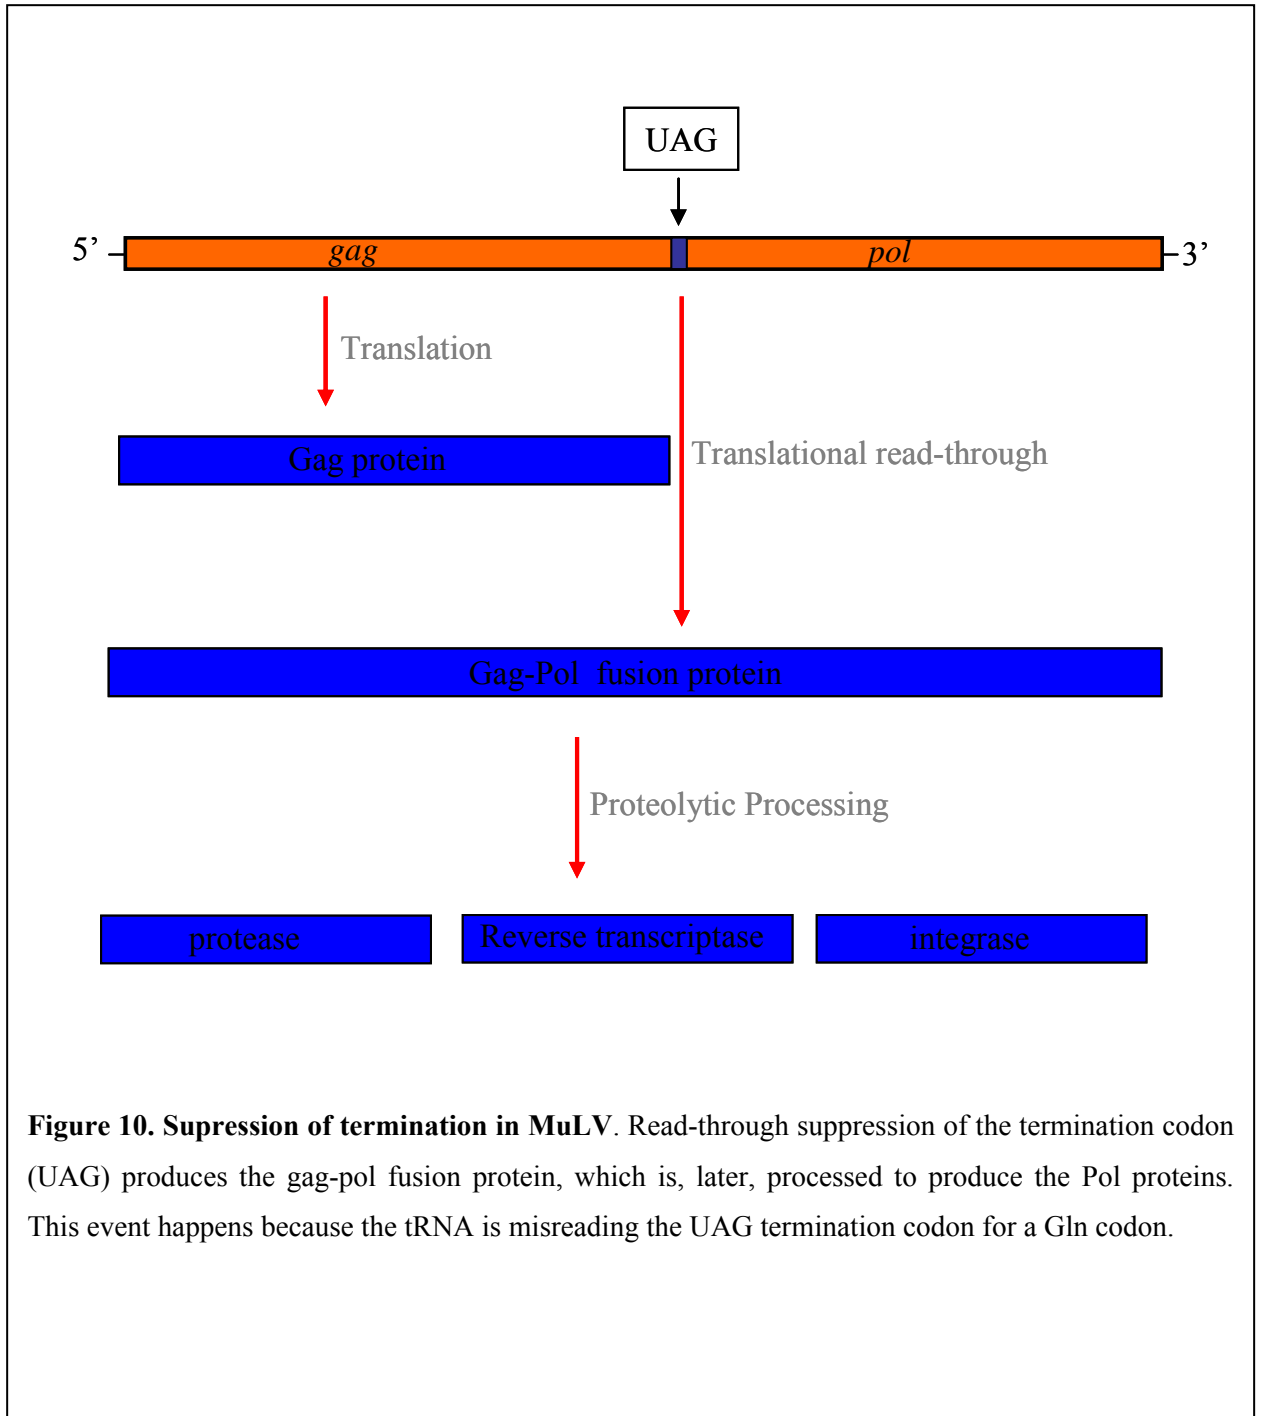 UAG
5’ gag pol 3’
Translation
Gag protein
Translational read-through
Gag-Pol fusion protein
Proteolytic Processing
protease Reverse transcriptase integrase
Figure 10. Supression of termination in MuLV. Read-through suppression of the termination codon
(UAG) produces the gag-pol fusion protein, which is, later, processed to produce the Pol proteins.
This event happens because the tRNA is misreading the UAG termination codon for a Gln codon.